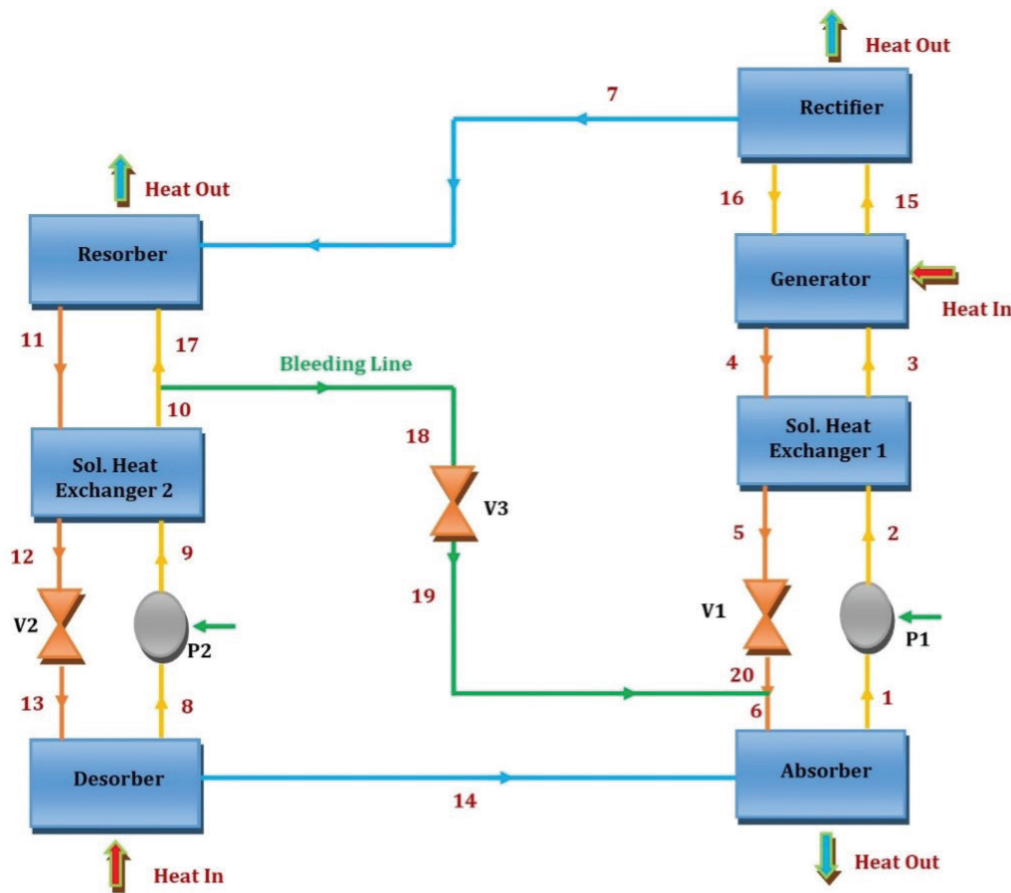 Heat Out
7
Rectifier
Heat Out
16
15
Resorber
Generator
Heat In
11
17
4
3
Bleeding Line
10
18
Sol. Heat
Exchanger 1
Sol. Heat
Exchanger 2
V3
12
9
5
2
19
V2
P2
V1
P1
20
13
8
6
1
Desorber
Absorber
14
Heat In
Heat Out